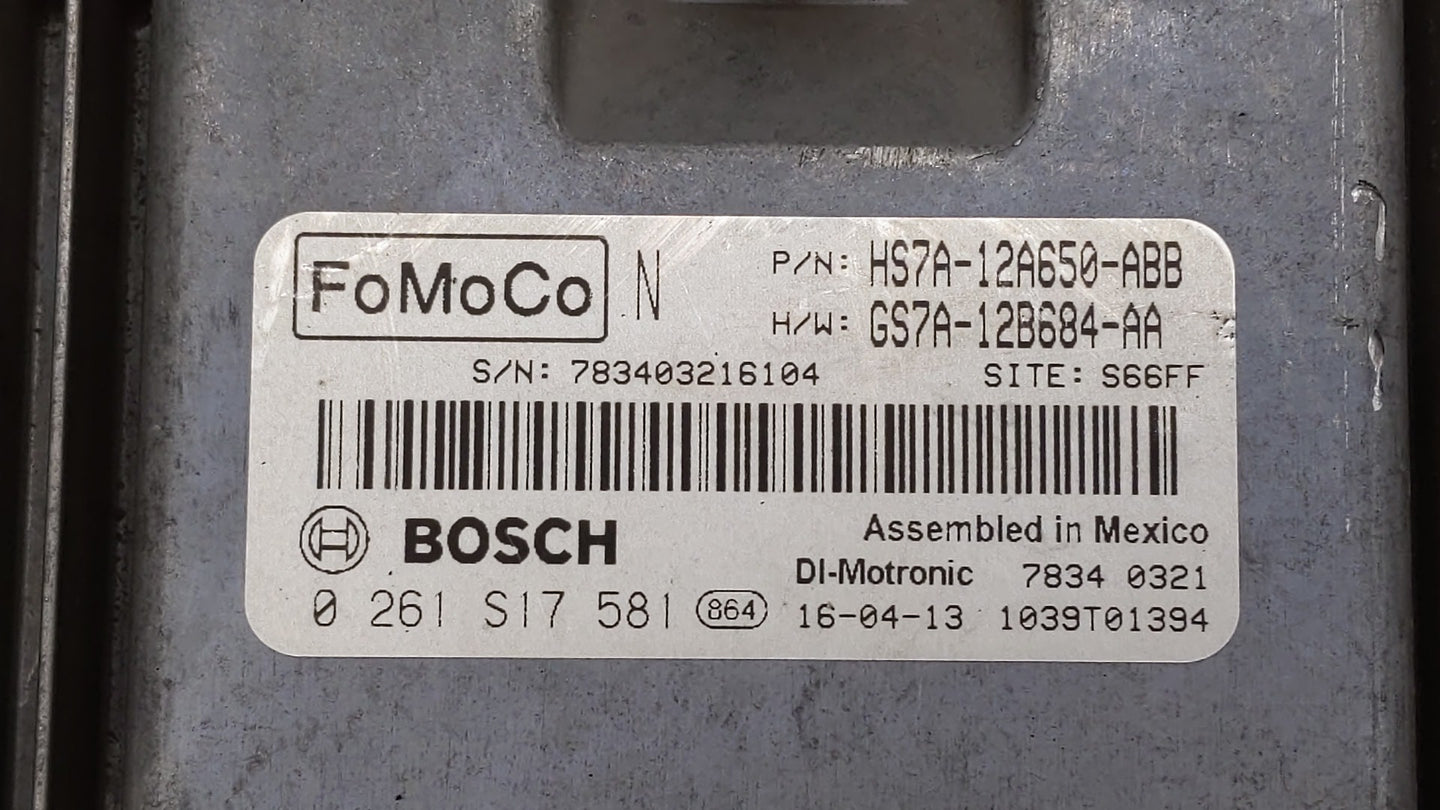 FoMoCo N P/N: HS7A-12A650-ABB
H/W: GS7A-12B684-AA
S/N: 783403216104 SITE: S66FF
BOSCH Assembled in Mexico
DI-Motronic 7834 0321
0 261 S17 581 864 16-04-13 1039T01394